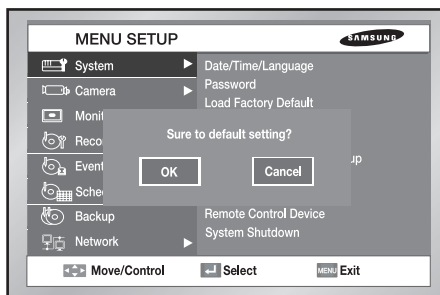 MENU SETUP
SAMSUNG
System
Date/Time/Language
Camera
Password
Load Factory Default
Sure to default setting?
OK
Cancel
Backup
Remote Control Device
Network
System Shutdown
Move/Control
Select
MENU Exit